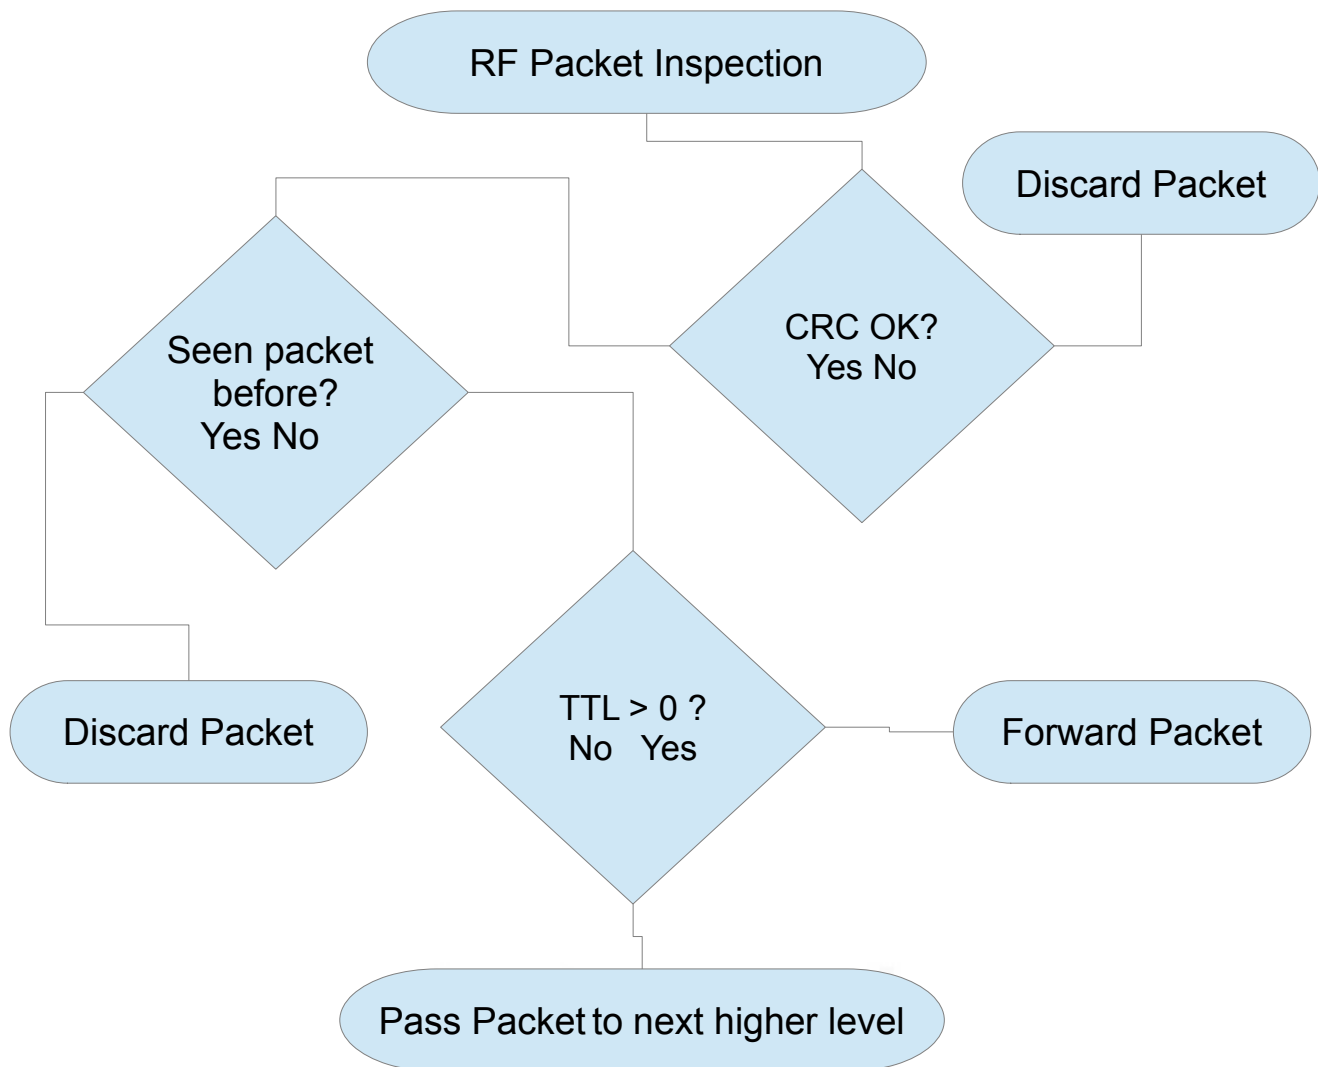 RF Packet Inspection
Discard Packet
CRC OK?
Yes No
Seen packet
before?
Yes No
TTL > 0 ?
No Yes
Discard Packet
Forward Packet
Pass Packet to next higher level